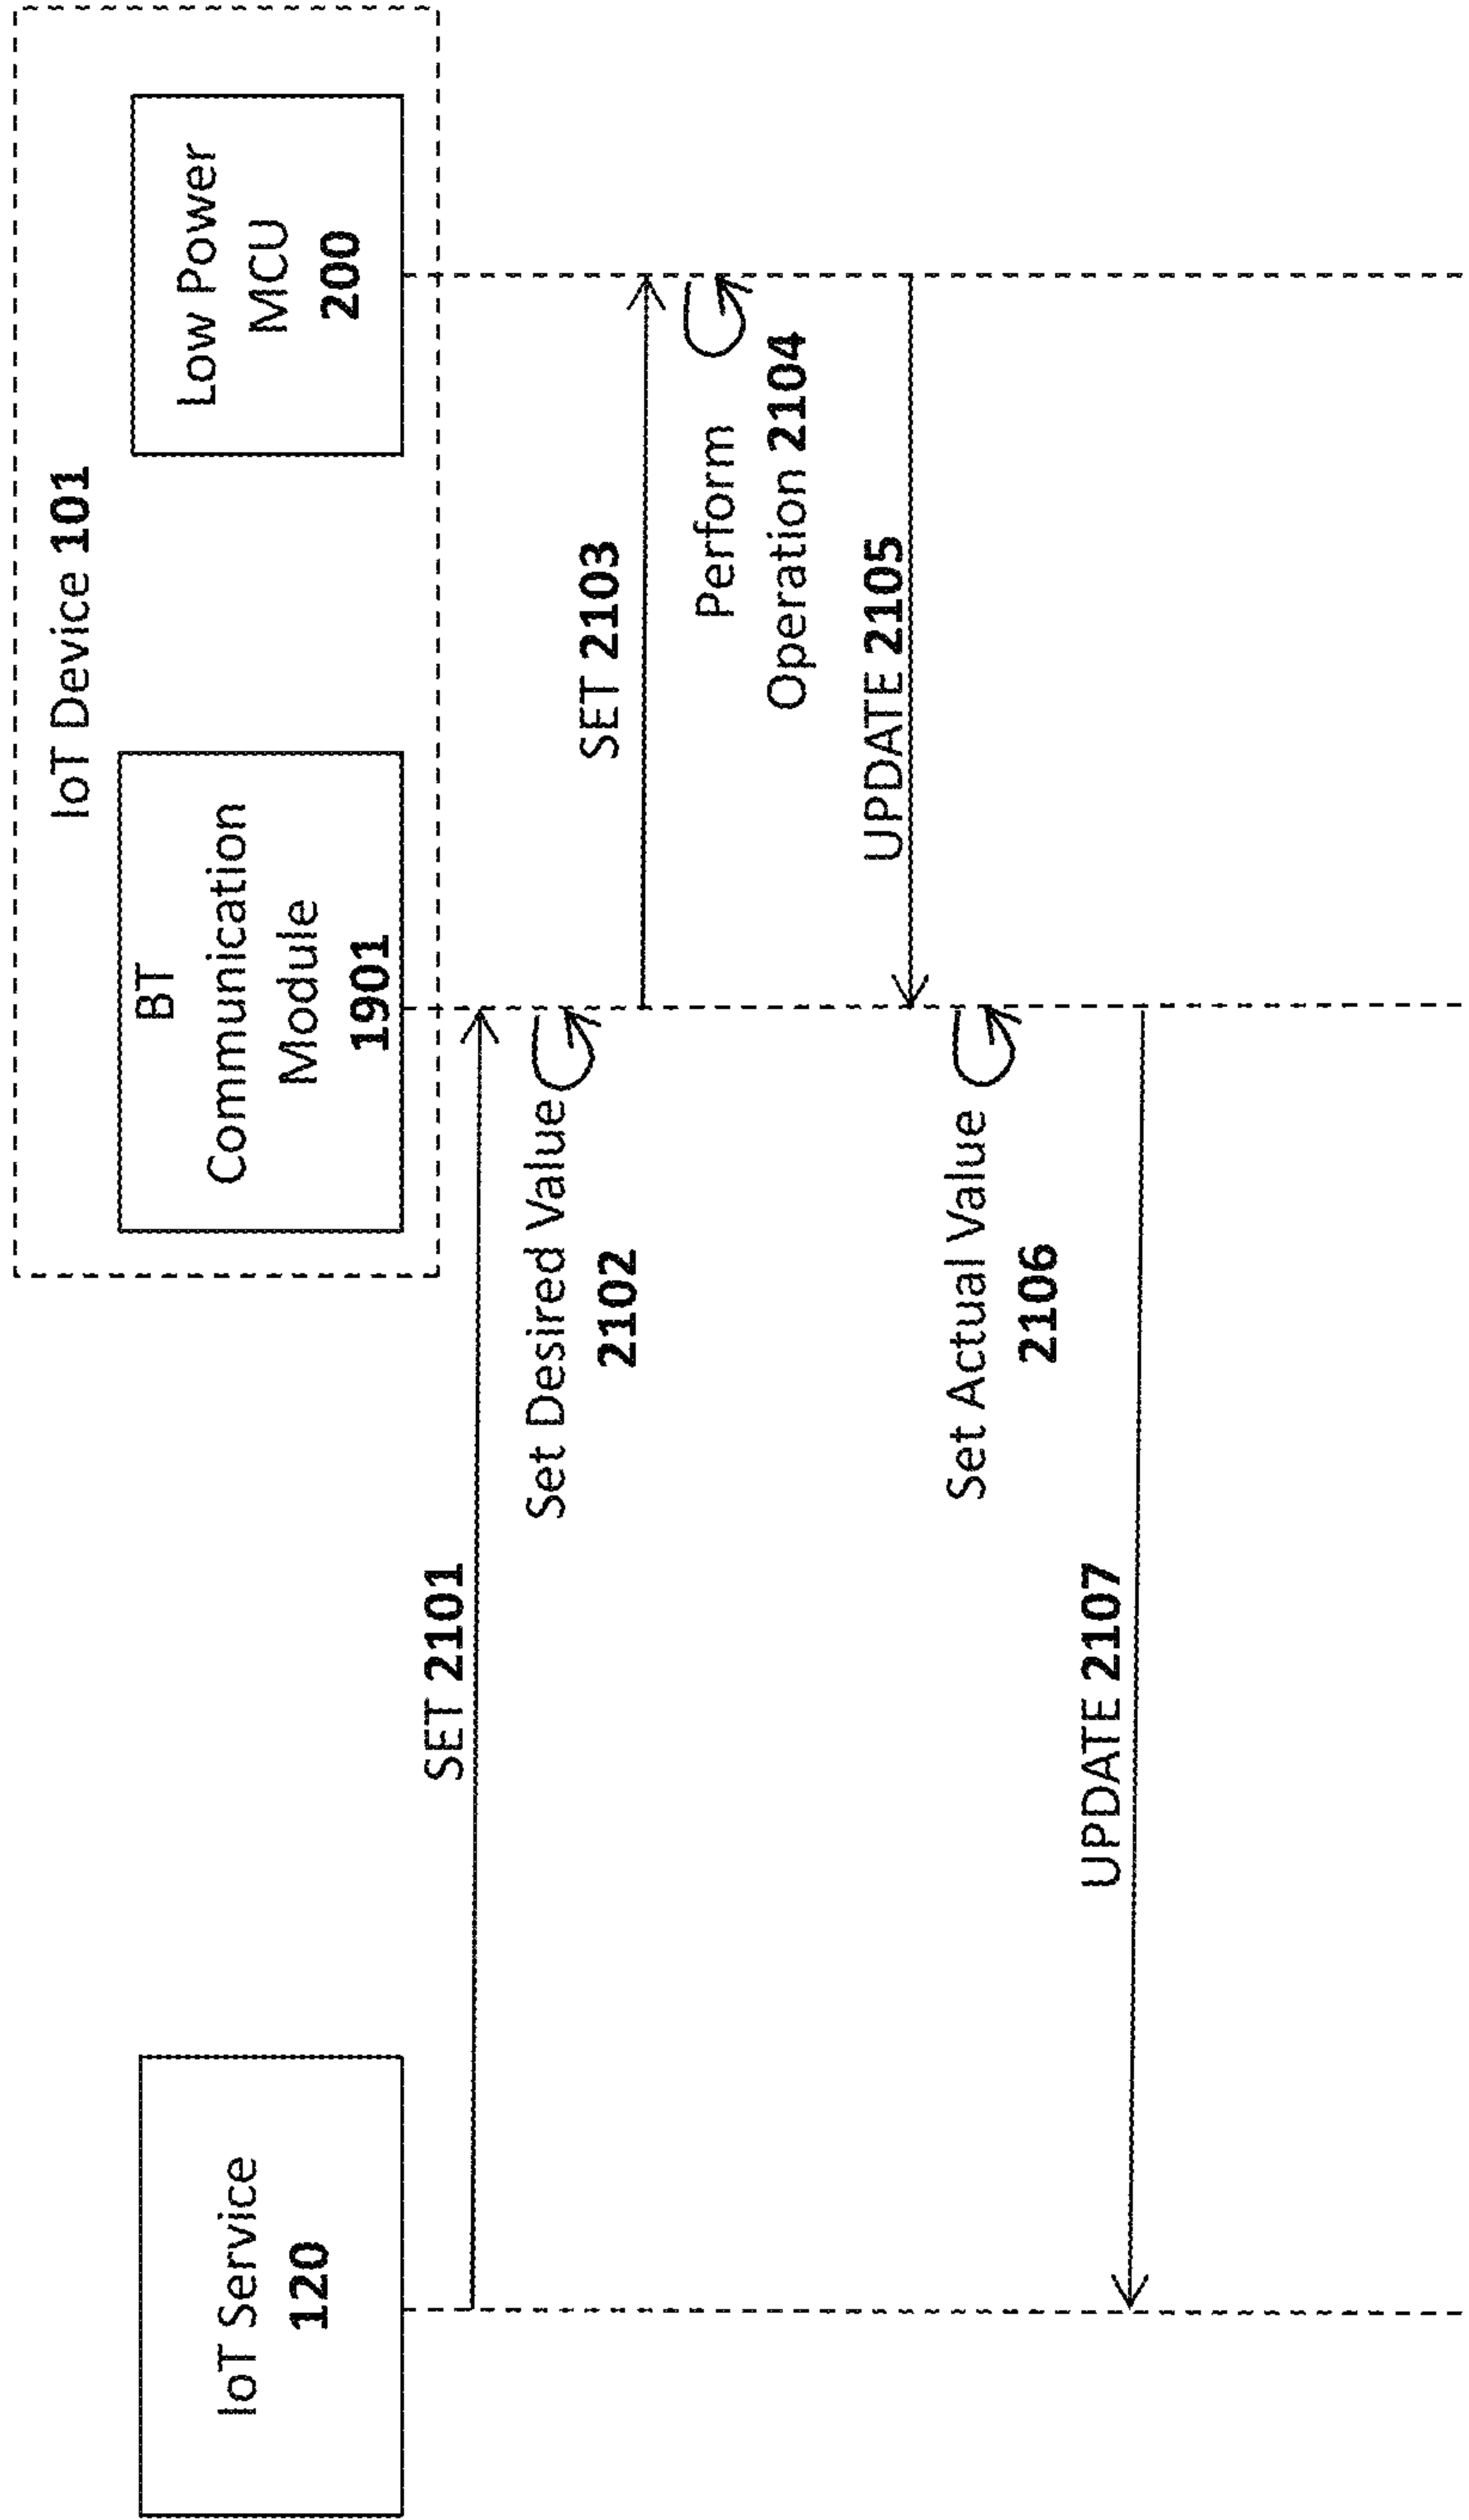 IoT Device 101
IoT Service
120
BT
Communication
Module
1901
Low Power
MCU
200
SET 2101
Set Desired Value
2102
SET 2103
Perform
Operation 2104
UPDATE 2105
Set Actual Value
2106
UPDATE 2107